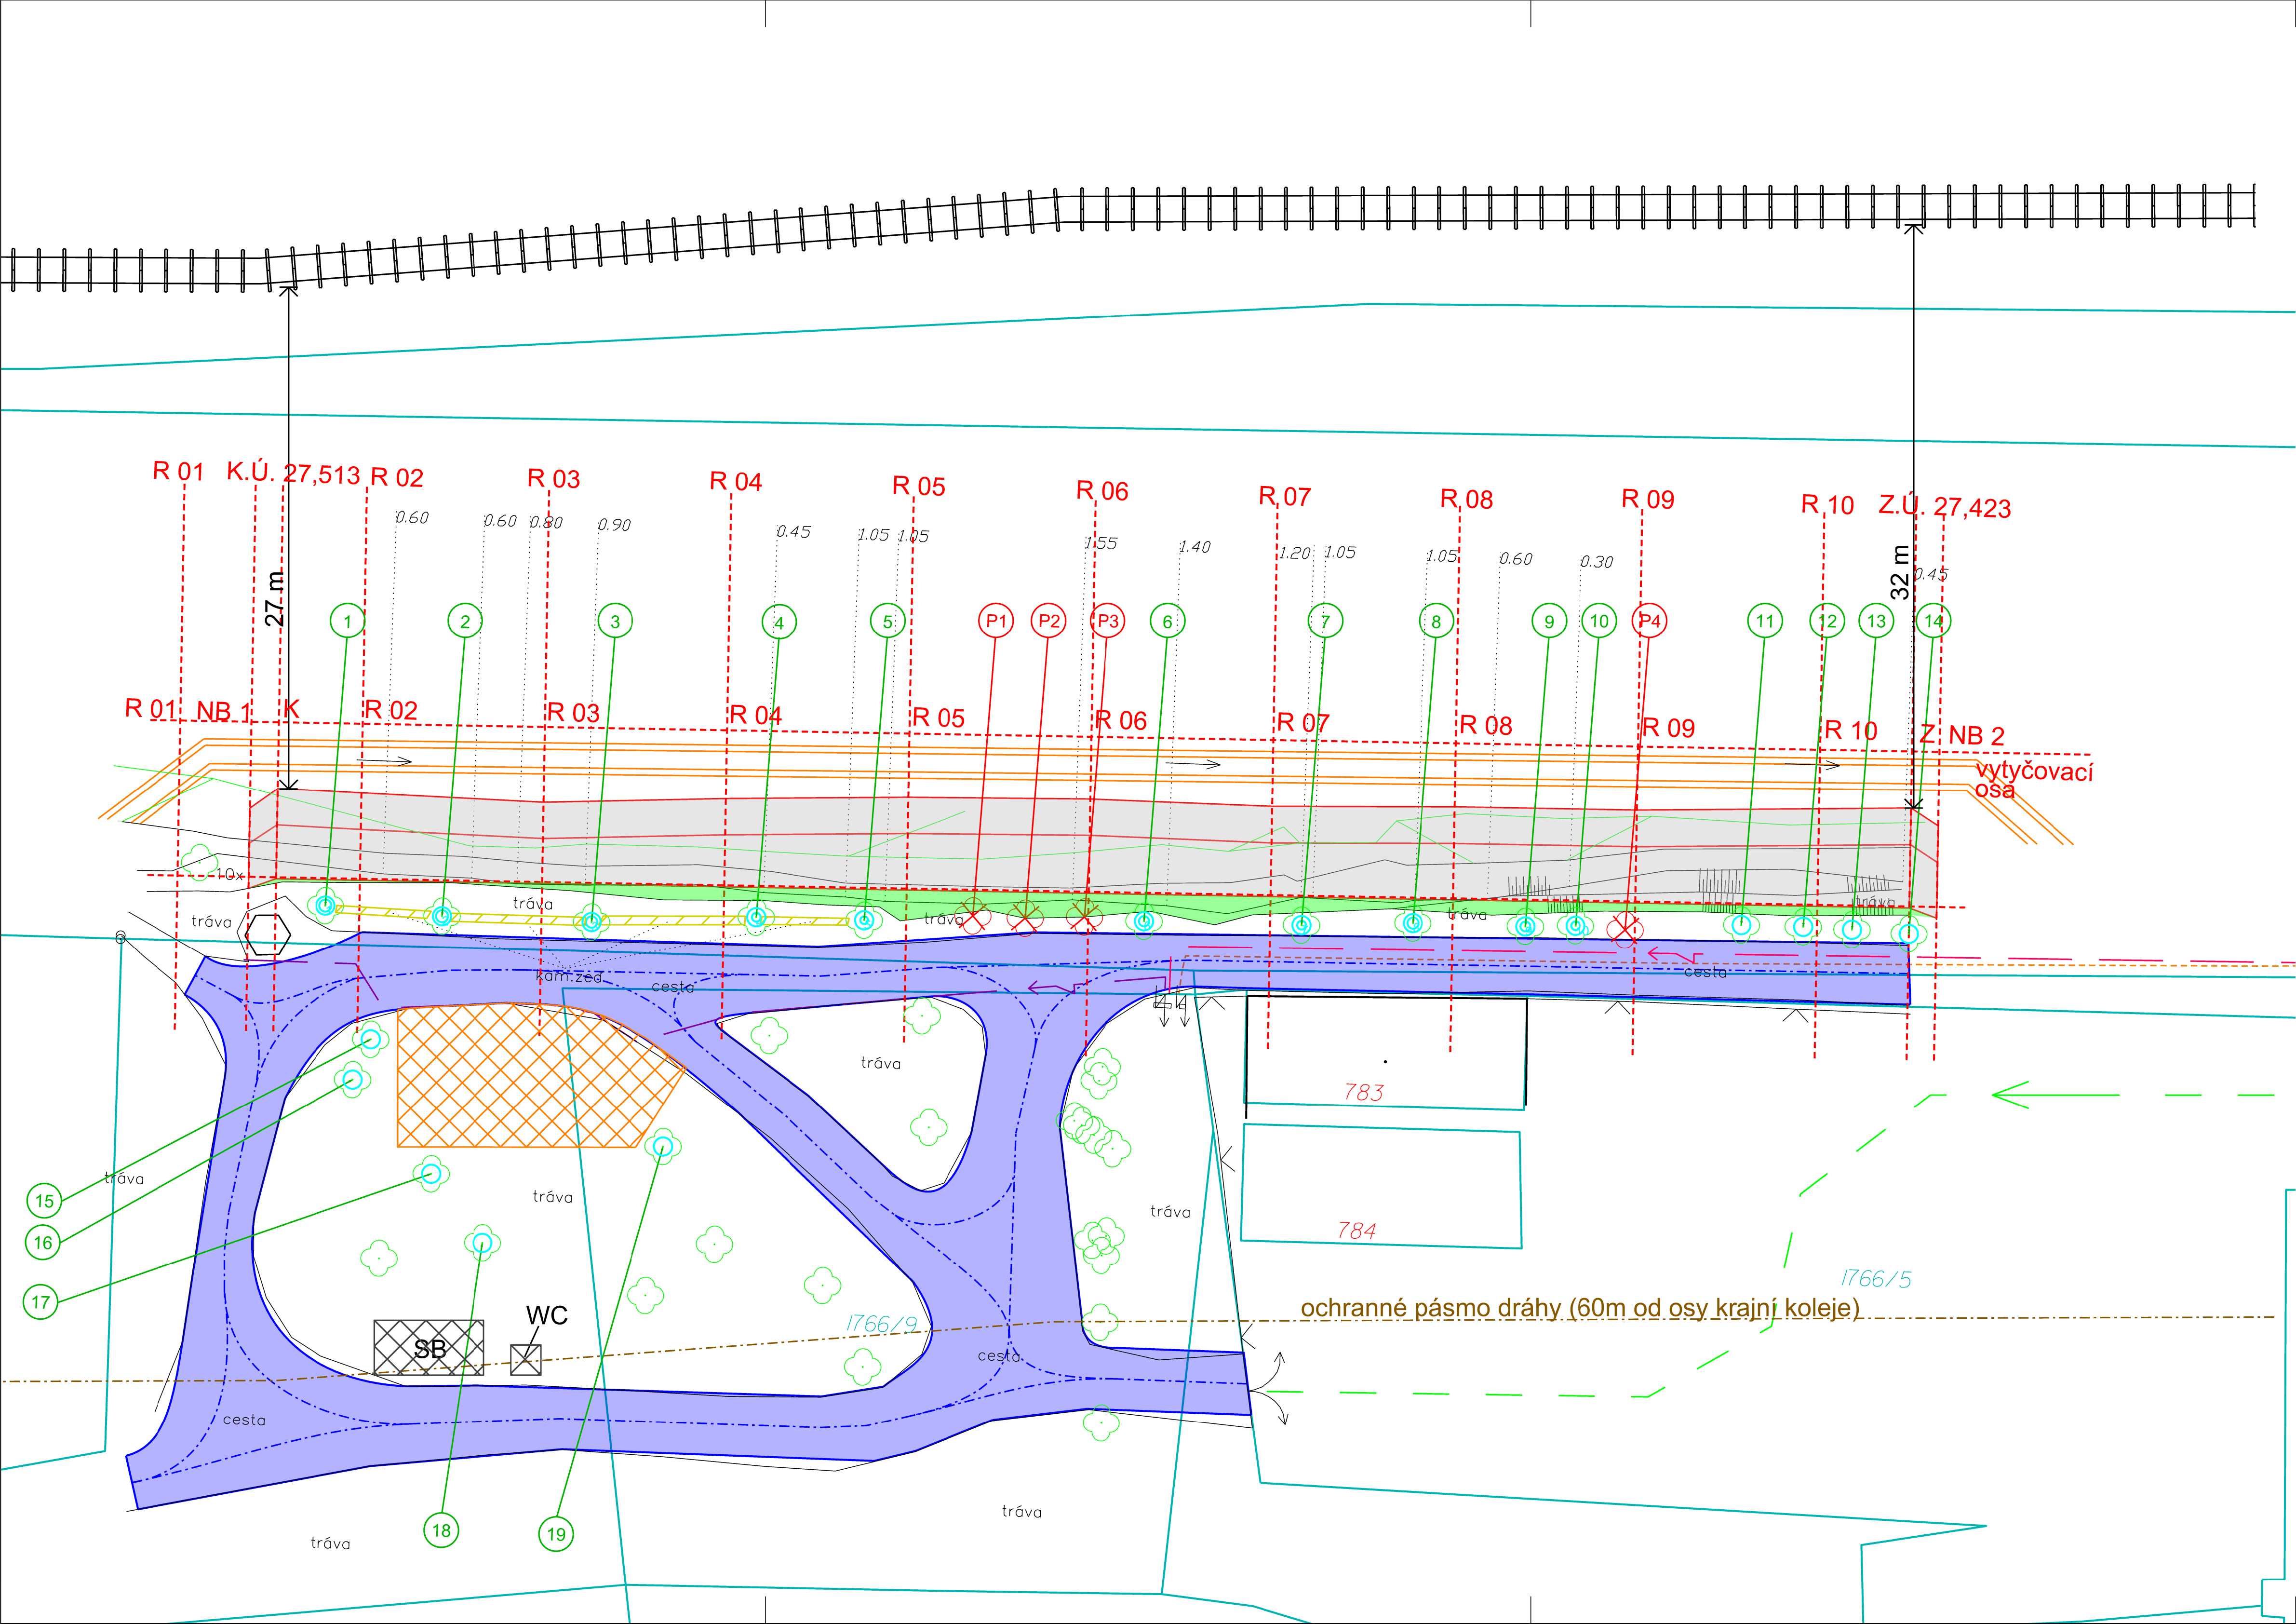 R 01 K.Ú. 27,513 R 02 R 03 R 04 R 05 R 06 R 07 R 08 R 09 R 10 Z.Ú. 27,423
0.60 0.60 0.80 0.90 0.45 1.05 1.05 1.55 1.40 1.20 1.05 1.05 0.60 0.30 0.45
27 m 32 m
1 2 3 4 5 P1 P2 P3 6 7 8 9 10 P4 11 12 13 14
R 01 NB 1 K R 02 R 03 R 04 R 05 R 06 R 07 R 08 R 09 R 10 Z NB 2
vytyčovací
osa
10x
tráva tráva tráva tráva tráva
kam.zeď cesta cesta
tráva
783
tráva tráva tráva
15
16
784
17
1766/5
1766/9
ochranné pásmo dráhy (60m od osy krajní koleje)
WC
SB
cesta
cesta
tráva
18 19
tráva